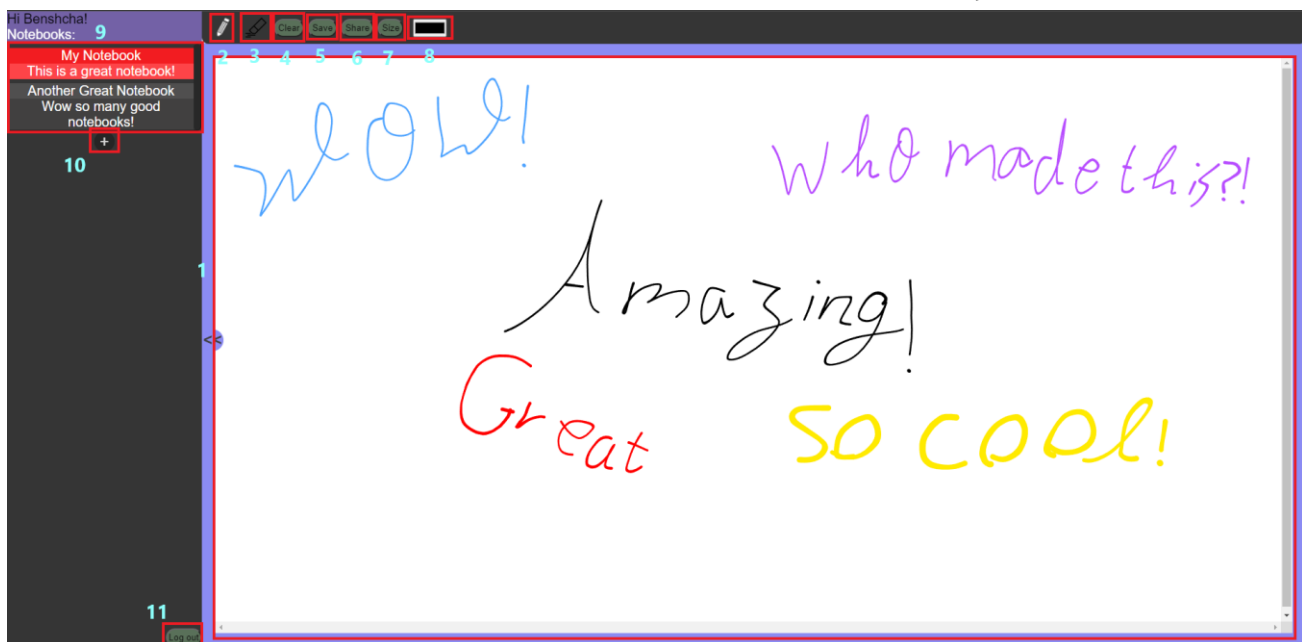 Hi Benshcha!
Notebooks: 9
Clear Save Share Size
2 3 4 5 6 7 8
My Notebook
This is a great notebook!
Another Great Notebook
Wow so many good
notebooks!
+
10
1
<<
wow!
Who made this?!
Amazing!
Great
so cool!
11
Log out